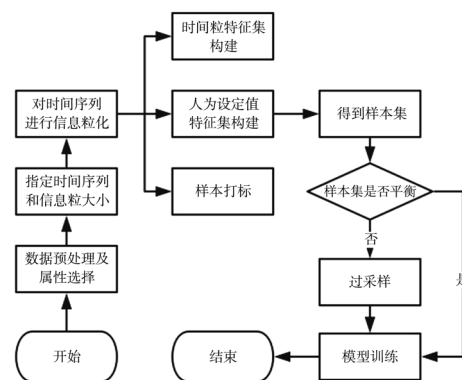 时间粒特征集
构建
对时间序列
进行信息粒化
人为设定值
特征集构建
得到样本集
指定时间序列
和信息粒大小
样本打标
样本集是否平衡
否
是
数据预处理及
属性选择
过采样
开始
结束
模型训练